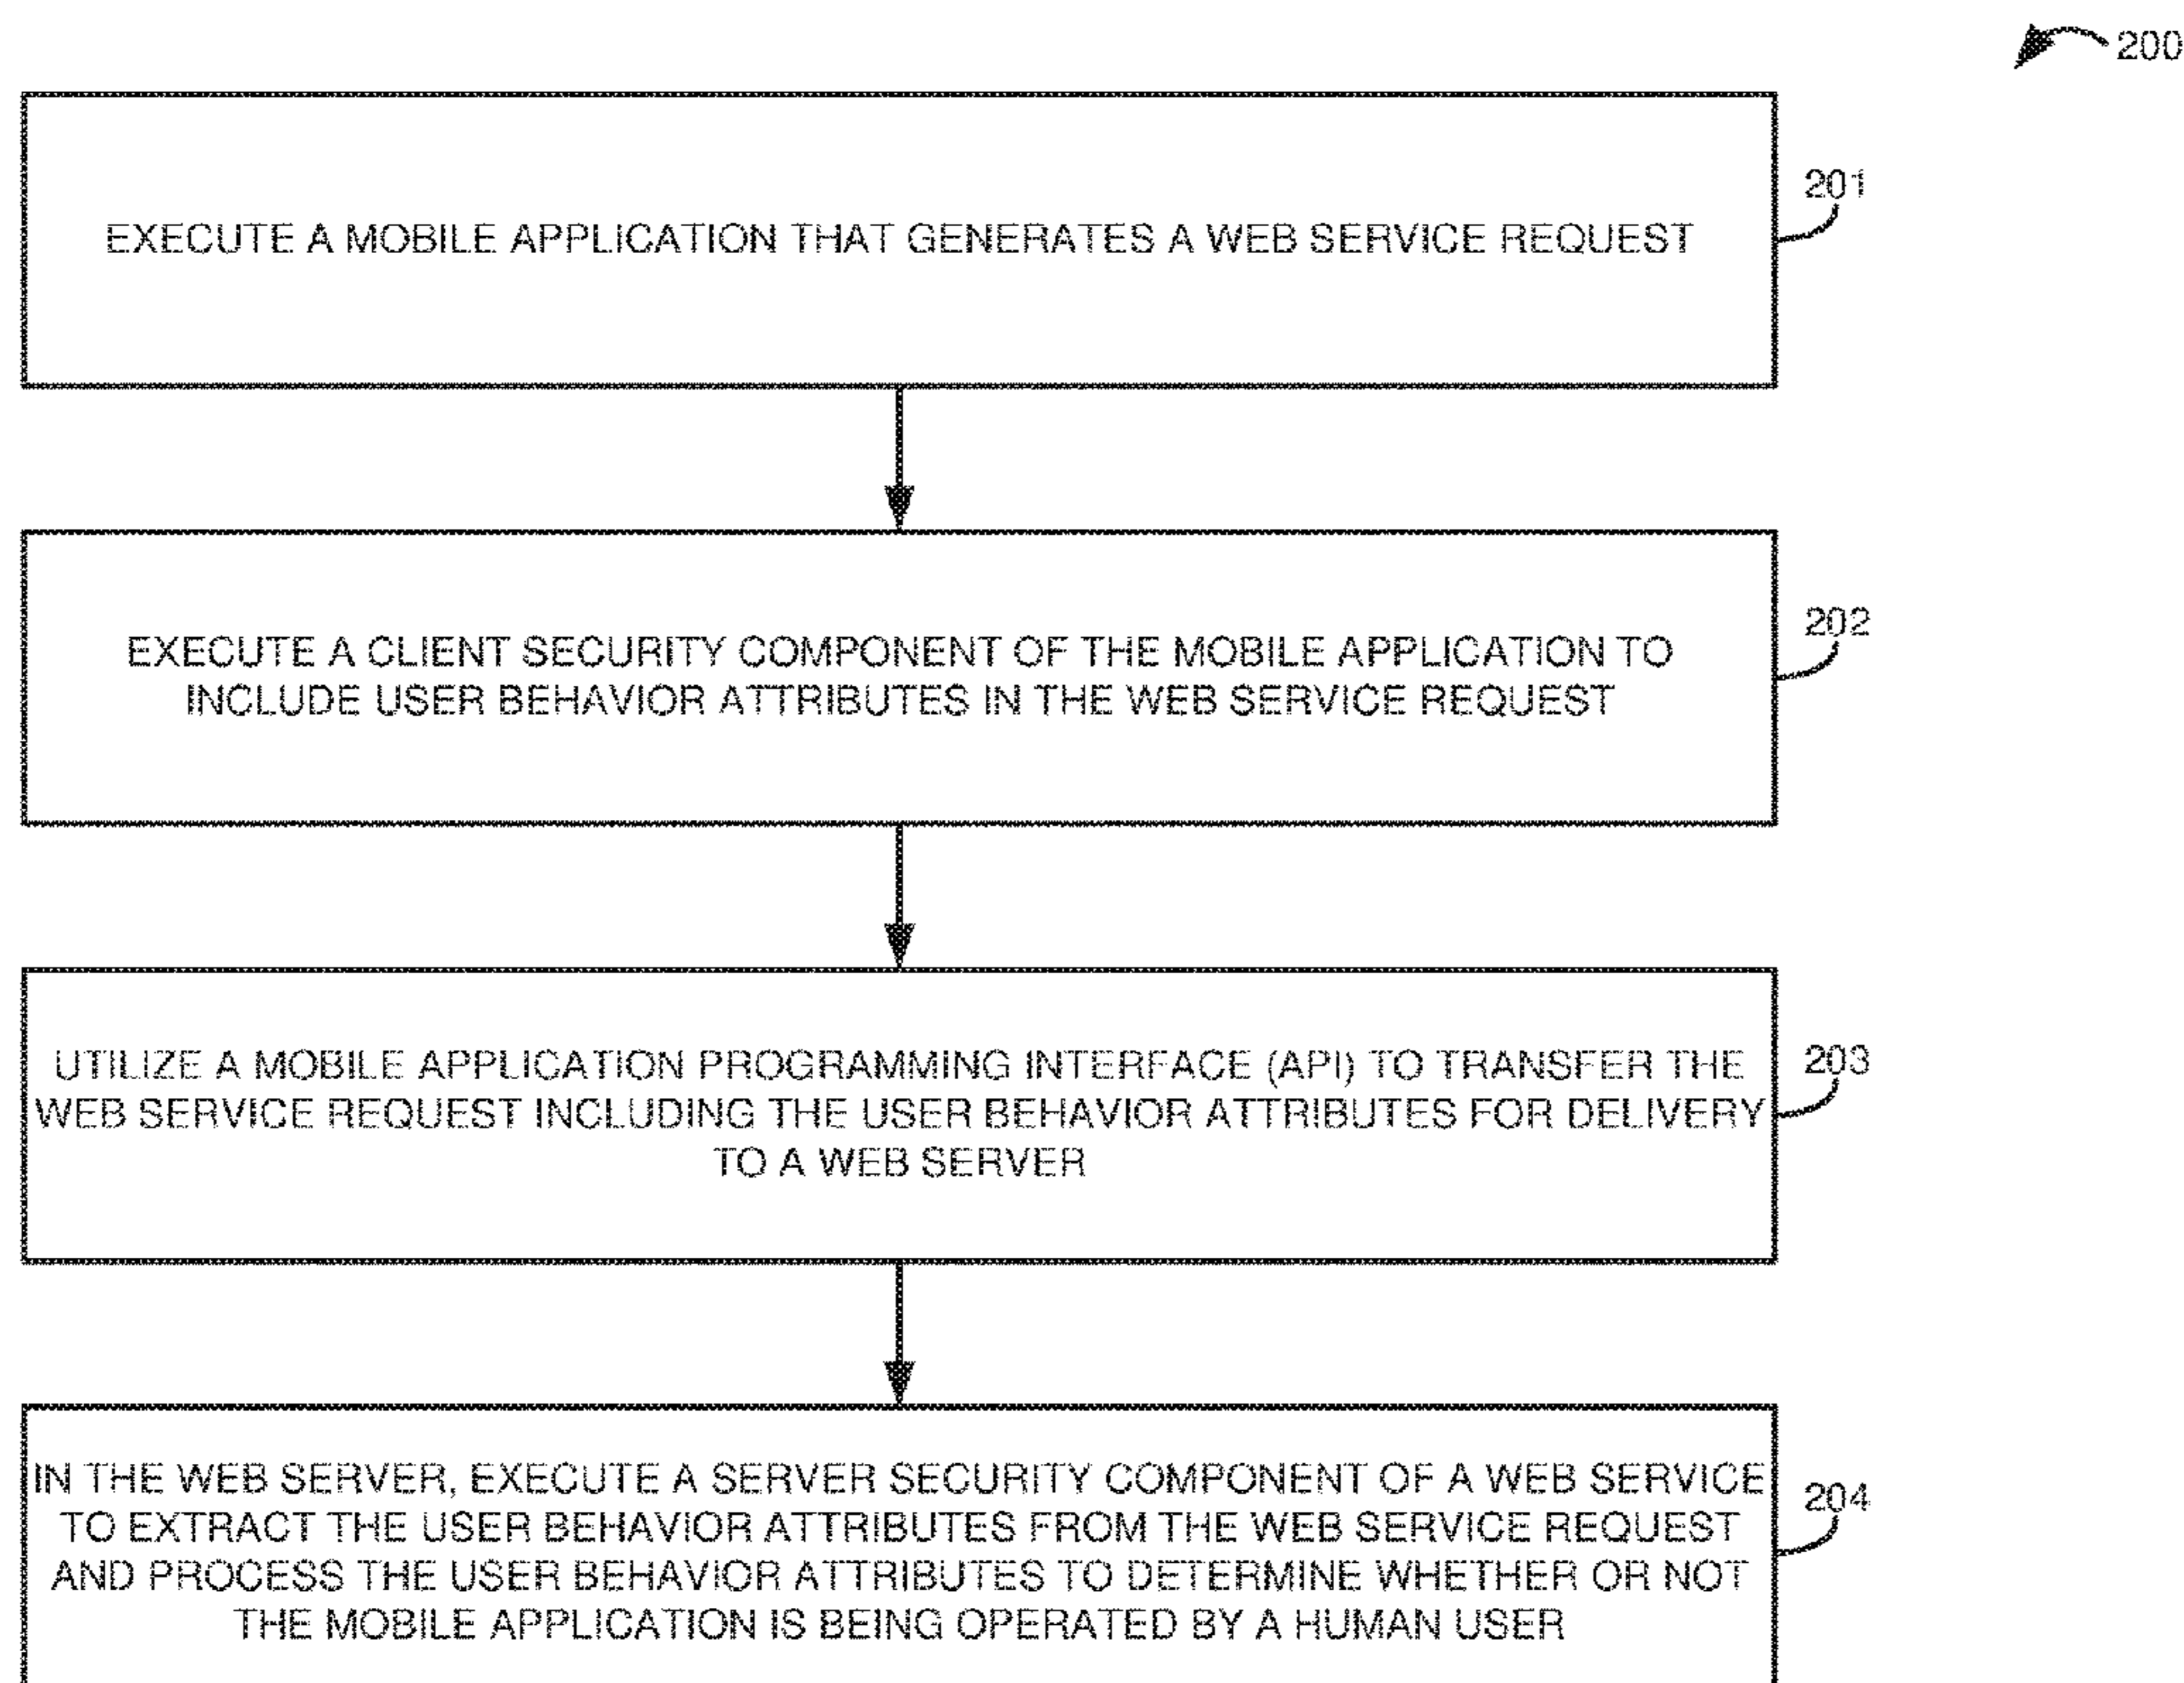 200
EXECUTE A MOBILE APPLICATION THAT GENERATES A WEB SERVICE REQUEST
201
EXECUTE A CLIENT SECURITY COMPONENT OF THE MOBILE APPLICATION TO
INCLUDE USER BEHAVIOR ATTRIBUTES IN THE WEB SERVICE REQUEST
202
UTILIZE A MOBILE APPLICATION PROGRAMMING INTERFACE (API) TO TRANSFER THE
WEB SERVICE REQUEST INCLUDING THE USER BEHAVIOR ATTRIBUTES FOR DELIVERY
TO A WEB SERVER
203
IN THE WEB SERVER, EXECUTE A SERVER SECURITY COMPONENT OF A WEB SERVICE
TO EXTRACT THE USER BEHAVIOR ATTRIBUTES FROM THE WEB SERVICE REQUEST
AND PROCESS THE USER BEHAVIOR ATTRIBUTES TO DETERMINE WHETHER OR NOT
THE MOBILE APPLICATION IS BEING OPERATED BY A HUMAN USER
204